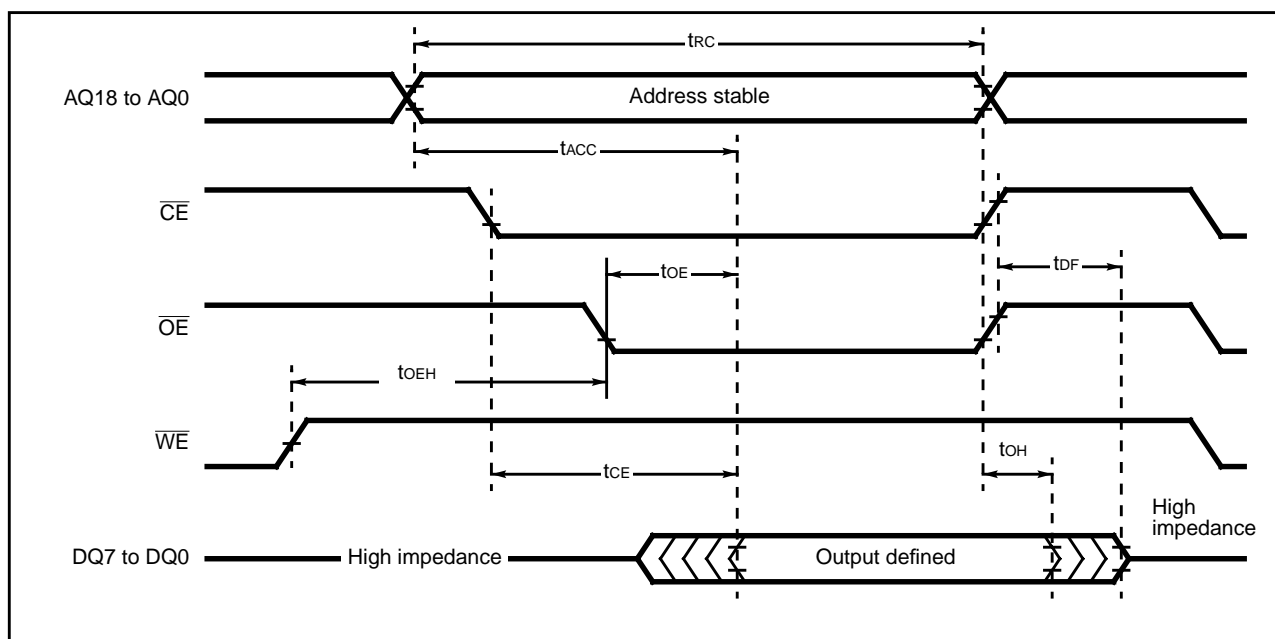 tRC
AQ18 to AQ0
Address stable
tACC
CE
tOE
tDF
OE
tOEH
WE
tOH
tCE
High
impedance
DQ7 to DQ0
High impedance
Output defined